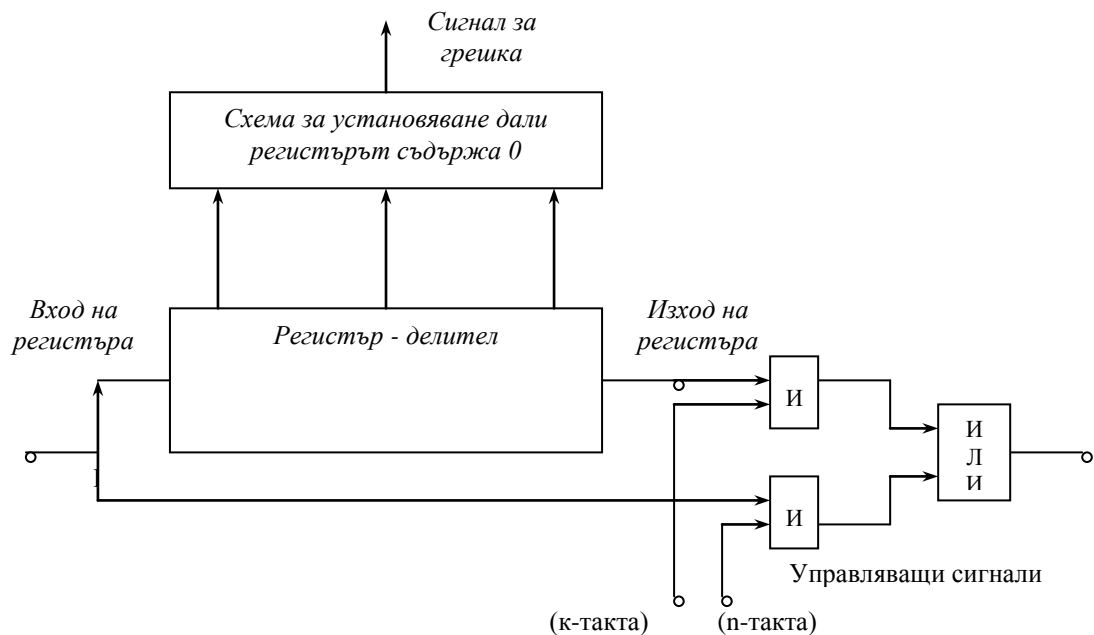 Сигнал за
грешка
Схема за установяване дали
регистърът съдържа 0
Вход на
регистъра
Регистър - делител
Изход на
регистъра
И
И
Л
И
И
Управляващи сигнали
(к-такта)
(n-такта)